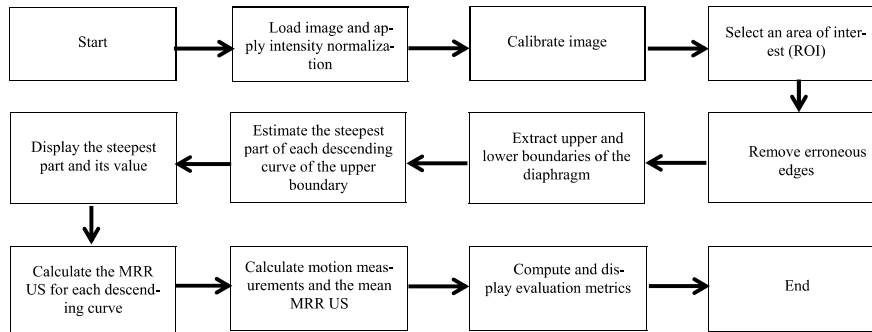 Start
Load image and ap-
ply intensity normaliza-
tion
Calibrate image
Select an area of inter-
est (ROI)
Remove erroneous
edges
Extract upper and
lower boundaries of the
diaphragm
Estimate the steepest
part of each descending
curve of the upper
boundary
Display the steepest
part and its value
Calculate the MRR
US for each descend-
ing curve
Calculate motion meas-
urements and the mean
MRR US
Compute and dis-
play evaluation metrics
End